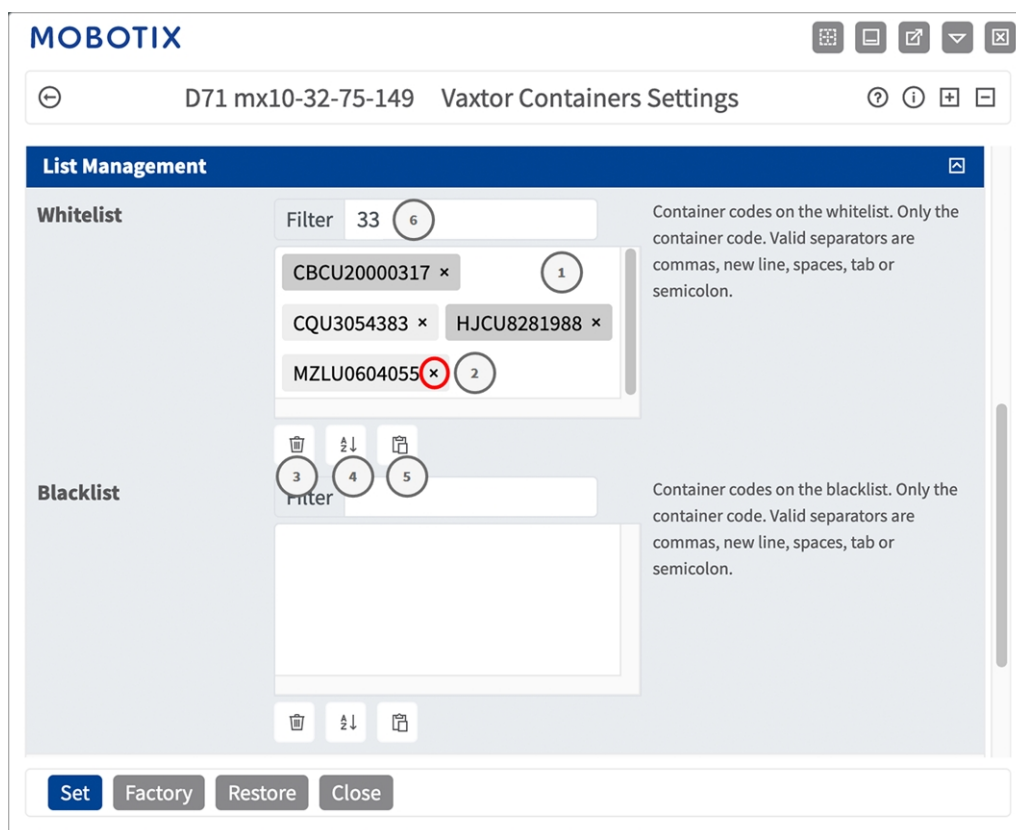 MOBOTIX
D71 mx10-32-75-149 Vaxtor Containers Settings
List Management
Whitelist
Filter 33 6
Container codes on the whitelist. Only the
container code. Valid separators are
commas, new line, spaces, tab or
semicolon.
CBCU20000317 × 1
CQU3054383 × HJCU8281988 ×
MZLU0604055 × 2
3 4 5
Blacklist
Filter
Container codes on the blacklist. Only the
container code. Valid separators are
commas, new line, spaces, tab or
semicolon.
Set Factory Restore Close